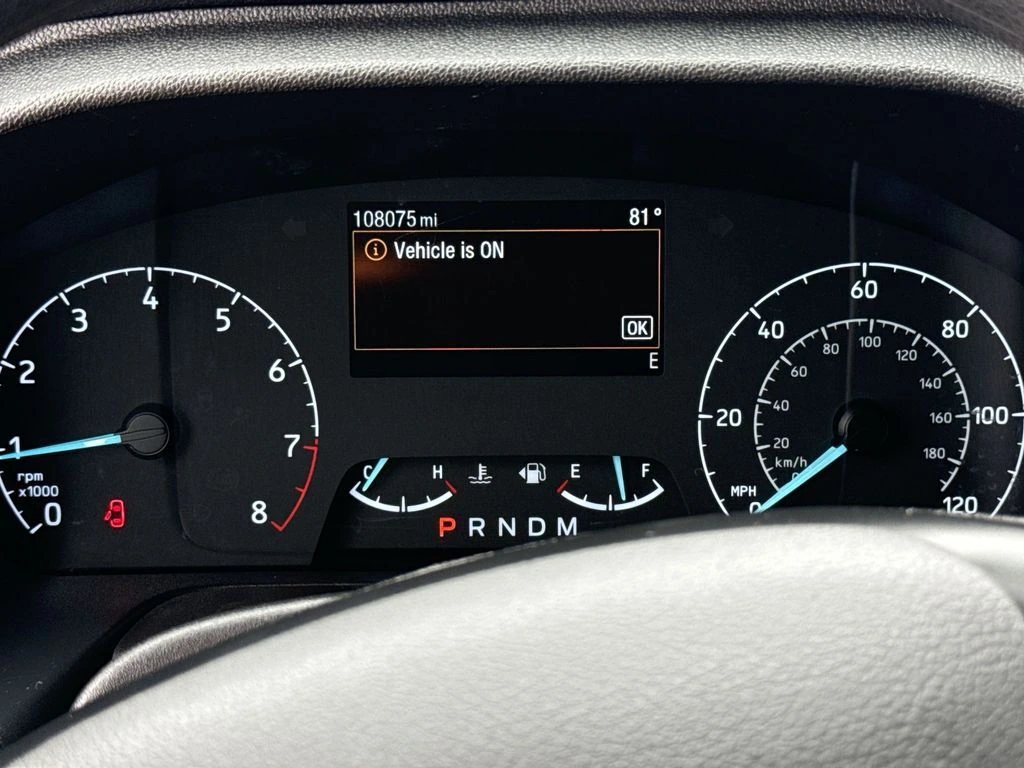 108075 mi 81°
Vehicle is ON
OK
E
0 1 2 3 4 5 6 7 8
rpm
x1000
C H
E F
P R N D M
0 20 40 60 80 100 120
MPH
20 40 60 80 100 120 140 160 180
km/h